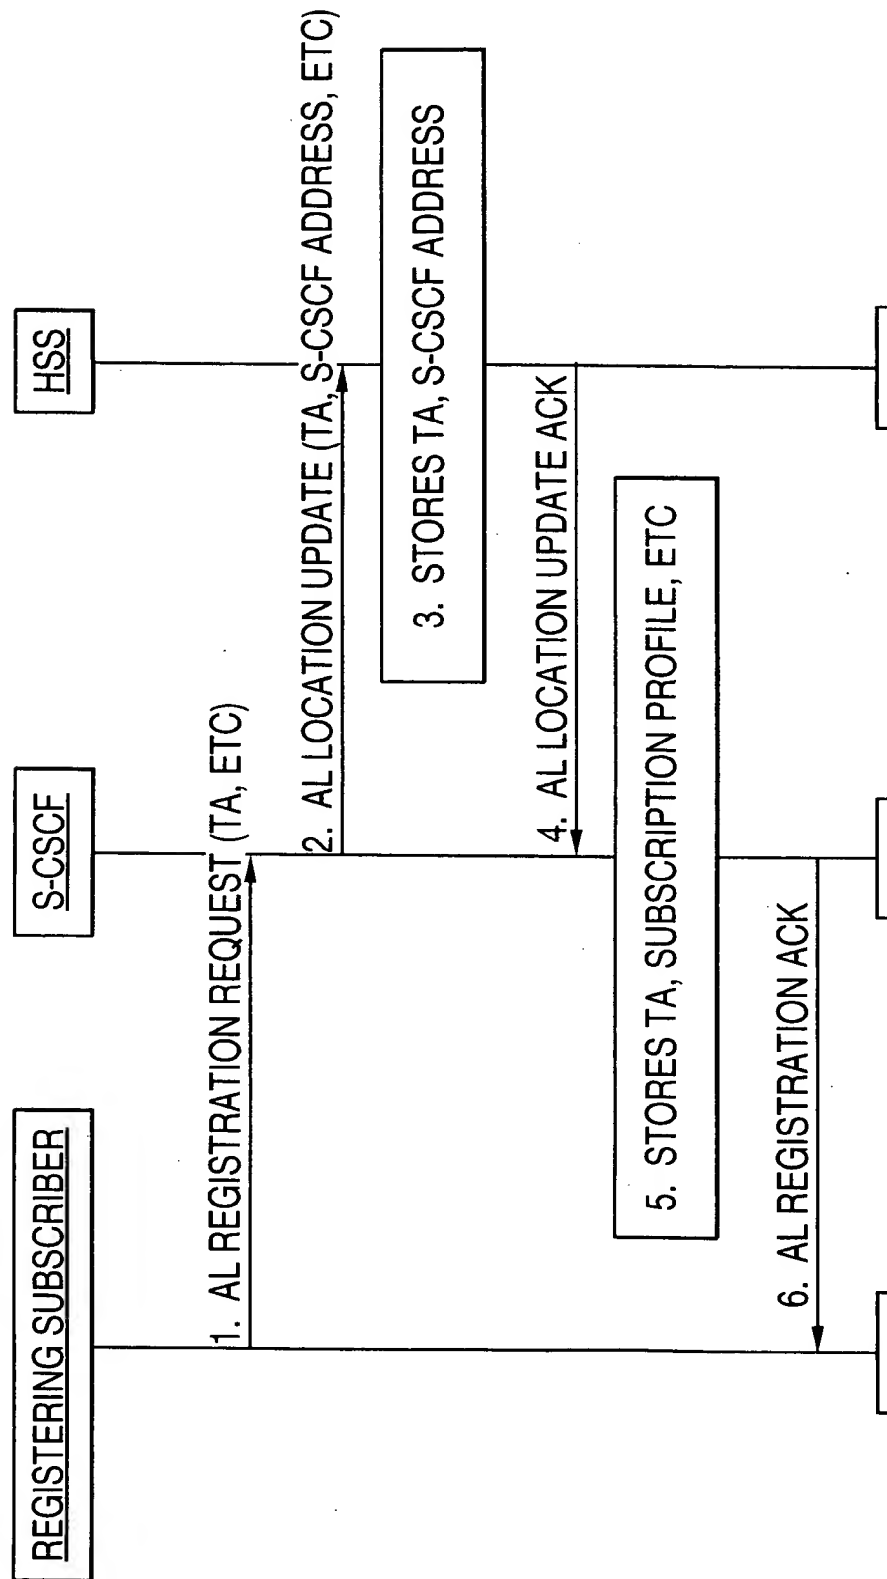 REGISTERING SUBSCRIBER
S-CSCF
HSS
1. AL REGISTRATION REQUEST (TA, ETC)
2. AL LOCATION UPDATE (TA, S-CSCF ADDRESS, ETC)
3. STORES TA, S-CSCF ADDRESS
4. AL LOCATION UPDATE ACK
5. STORES TA, SUBSCRIPTION PROFILE, ETC
6. AL REGISTRATION ACK